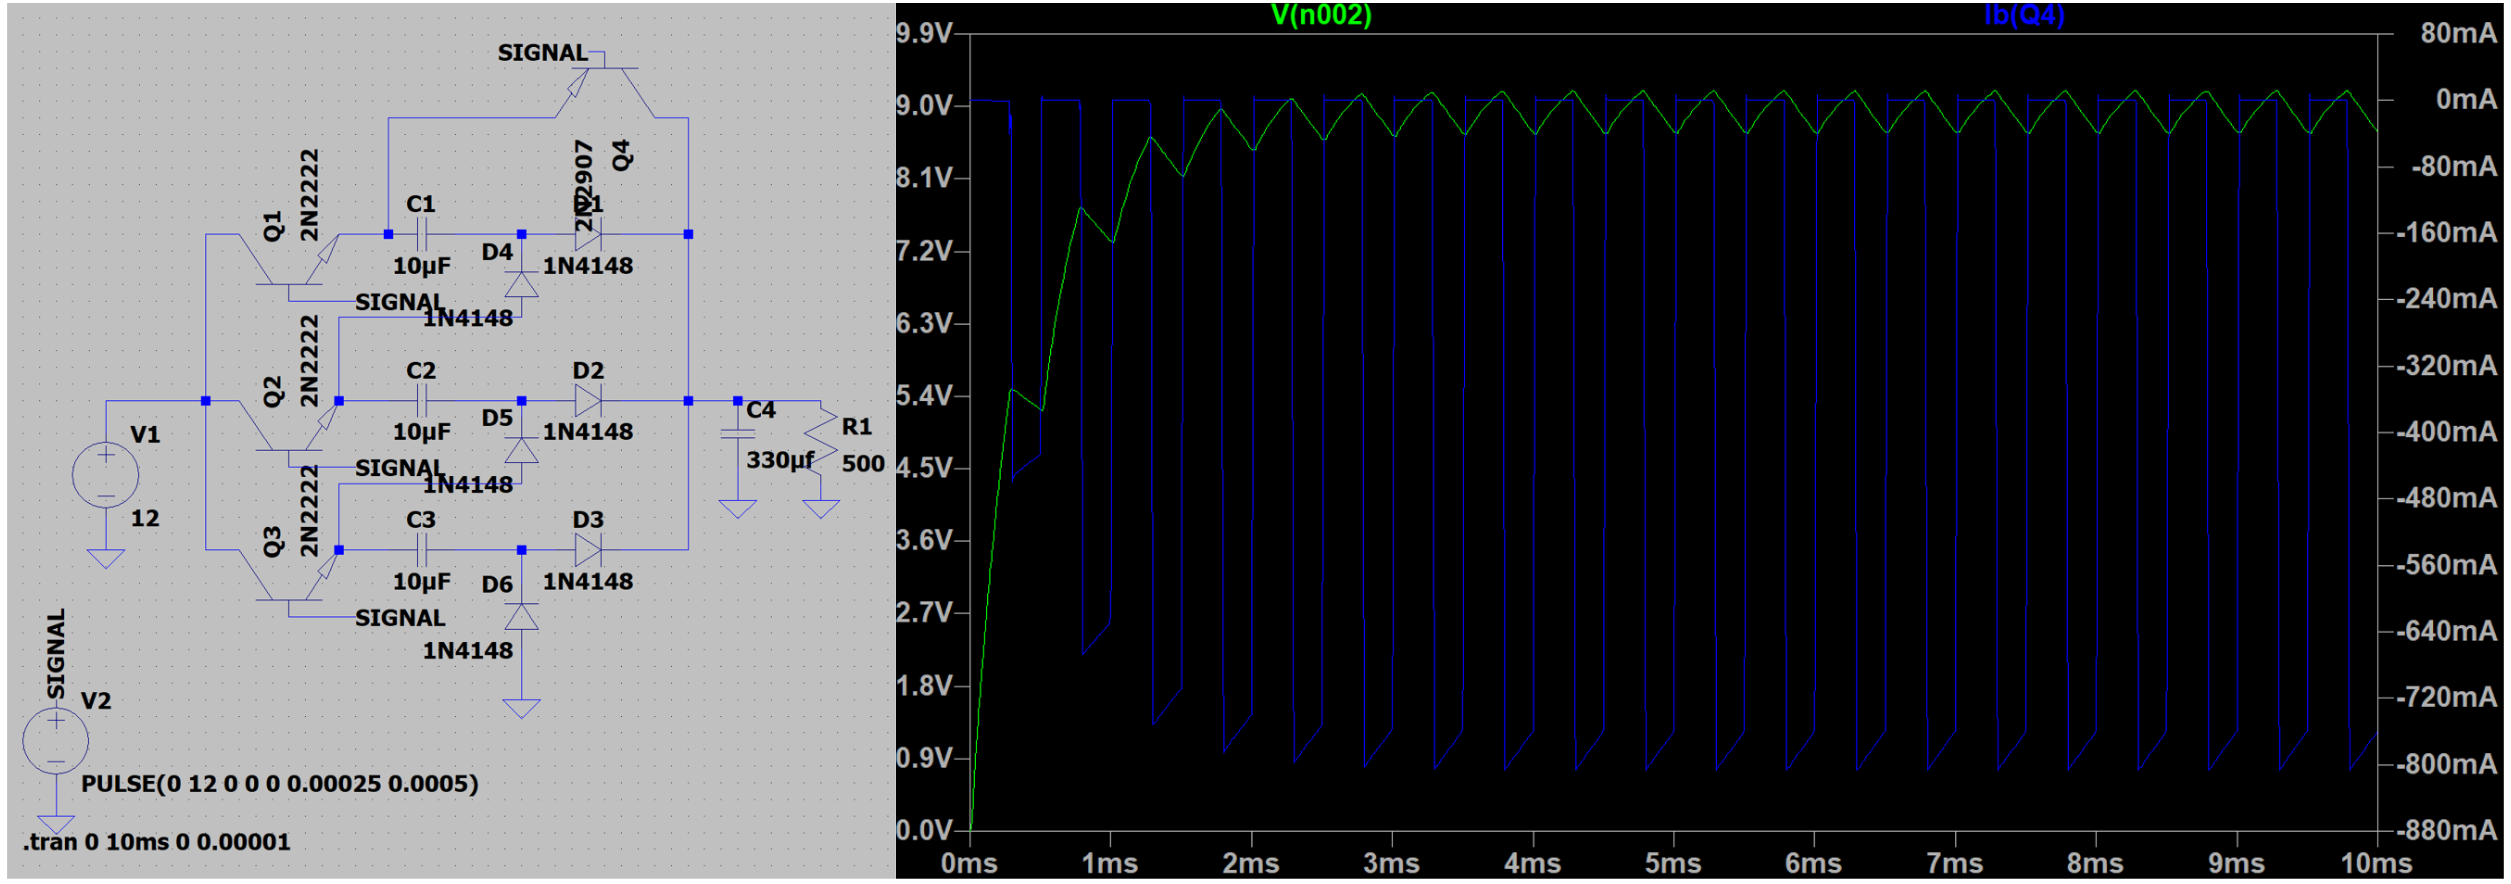 SIGNAL
Q4
2N2907
Q1
2N2222
C1
10µF
D4
1N4148
D1
1N4148
SIGNAL
Q2
2N2222
C2
10µF
D5
1N4148
D2
1N4148
SIGNAL
Q3
2N2222
C3
10µF
D6
1N4148
D3
1N4148
SIGNAL
V1
12
C4
330µf
R1
500
SIGNAL
V2
PULSE(0 12 0 0 0 0.00025 0.0005)
.tran 0 10ms 0 0.00001
V(n002)
Ib(Q4)
9.9V
9.0V
8.1V
7.2V
6.3V
5.4V
4.5V
3.6V
2.7V
1.8V
0.9V
0.0V
80mA
0mA
-80mA
-160mA
-240mA
-320mA
-400mA
-480mA
-560mA
-640mA
-720mA
-800mA
-880mA
0ms 1ms 2ms 3ms 4ms 5ms 6ms 7ms 8ms 9ms 10ms